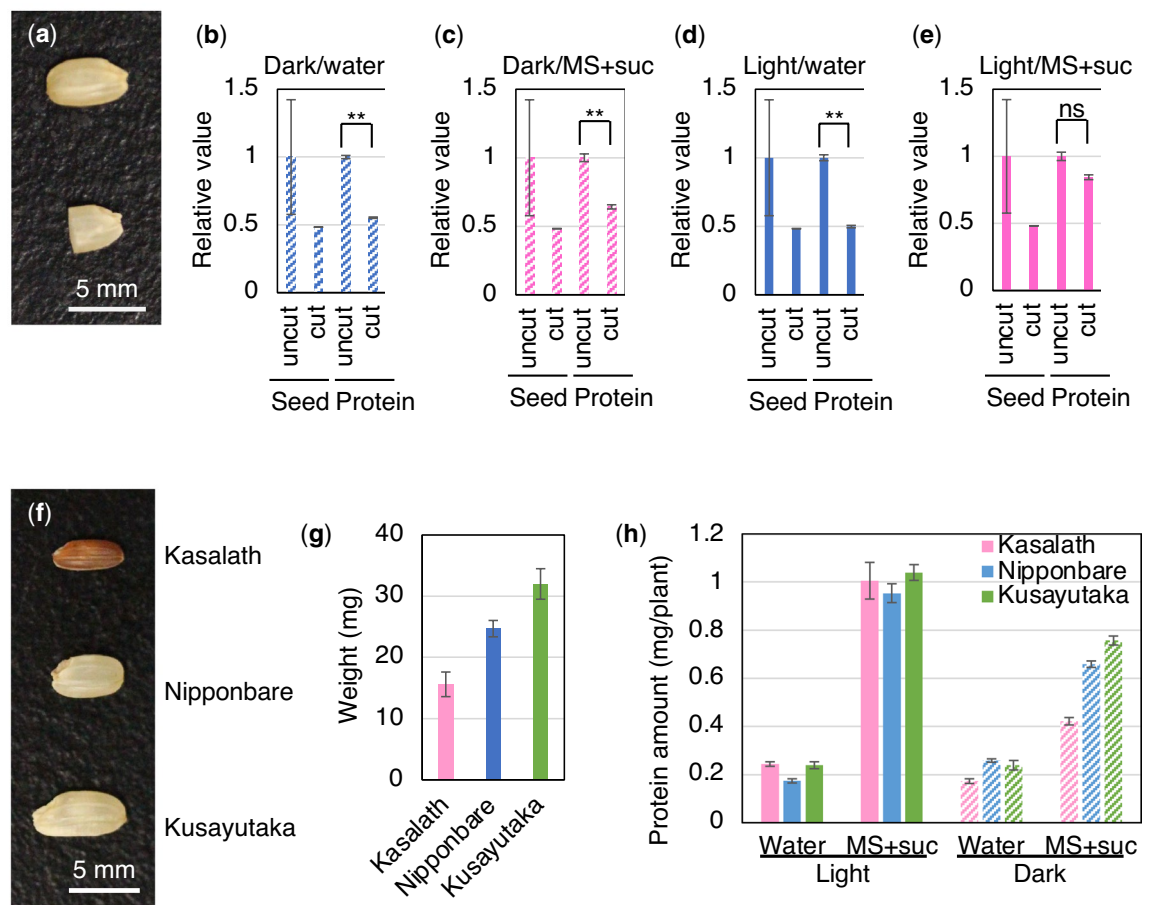 (a)
5 mm
(b)
Dark/water
Relative value
1.5
1
0.5
0
**
uncut
cut
uncut
cut
Seed Protein
(c)
Dark/MS+suc
Relative value
1.5
1
0.5
0
**
uncut
cut
uncut
cut
Seed Protein
(d)
Light/water
Relative value
1.5
1
0.5
0
**
uncut
cut
uncut
cut
Seed Protein
(e)
Light/MS+suc
Relative value
1.5
1
0.5
0
ns
uncut
cut
uncut
cut
Seed Protein
(f)
Kasalath
Nipponbare
Kusayutaka
5 mm
(g)
Weight (mg)
40
30
20
10
0
Kasalath
Nipponbare
Kusayutaka
(h)
Protein amount (mg/plant)
1.2
1
0.8
0.6
0.4
0.2
0
Kasalath
Nipponbare
Kusayutaka
Water MS+suc Water MS+suc
Light Dark